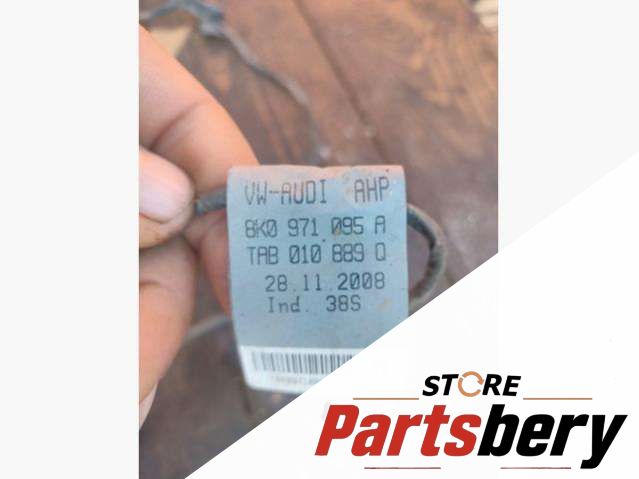 VW-AUDI AHP
8K0 971 095 A
TAB 010 889 Q
28.11.2008
Ind. 38S
STORE
Partsbery